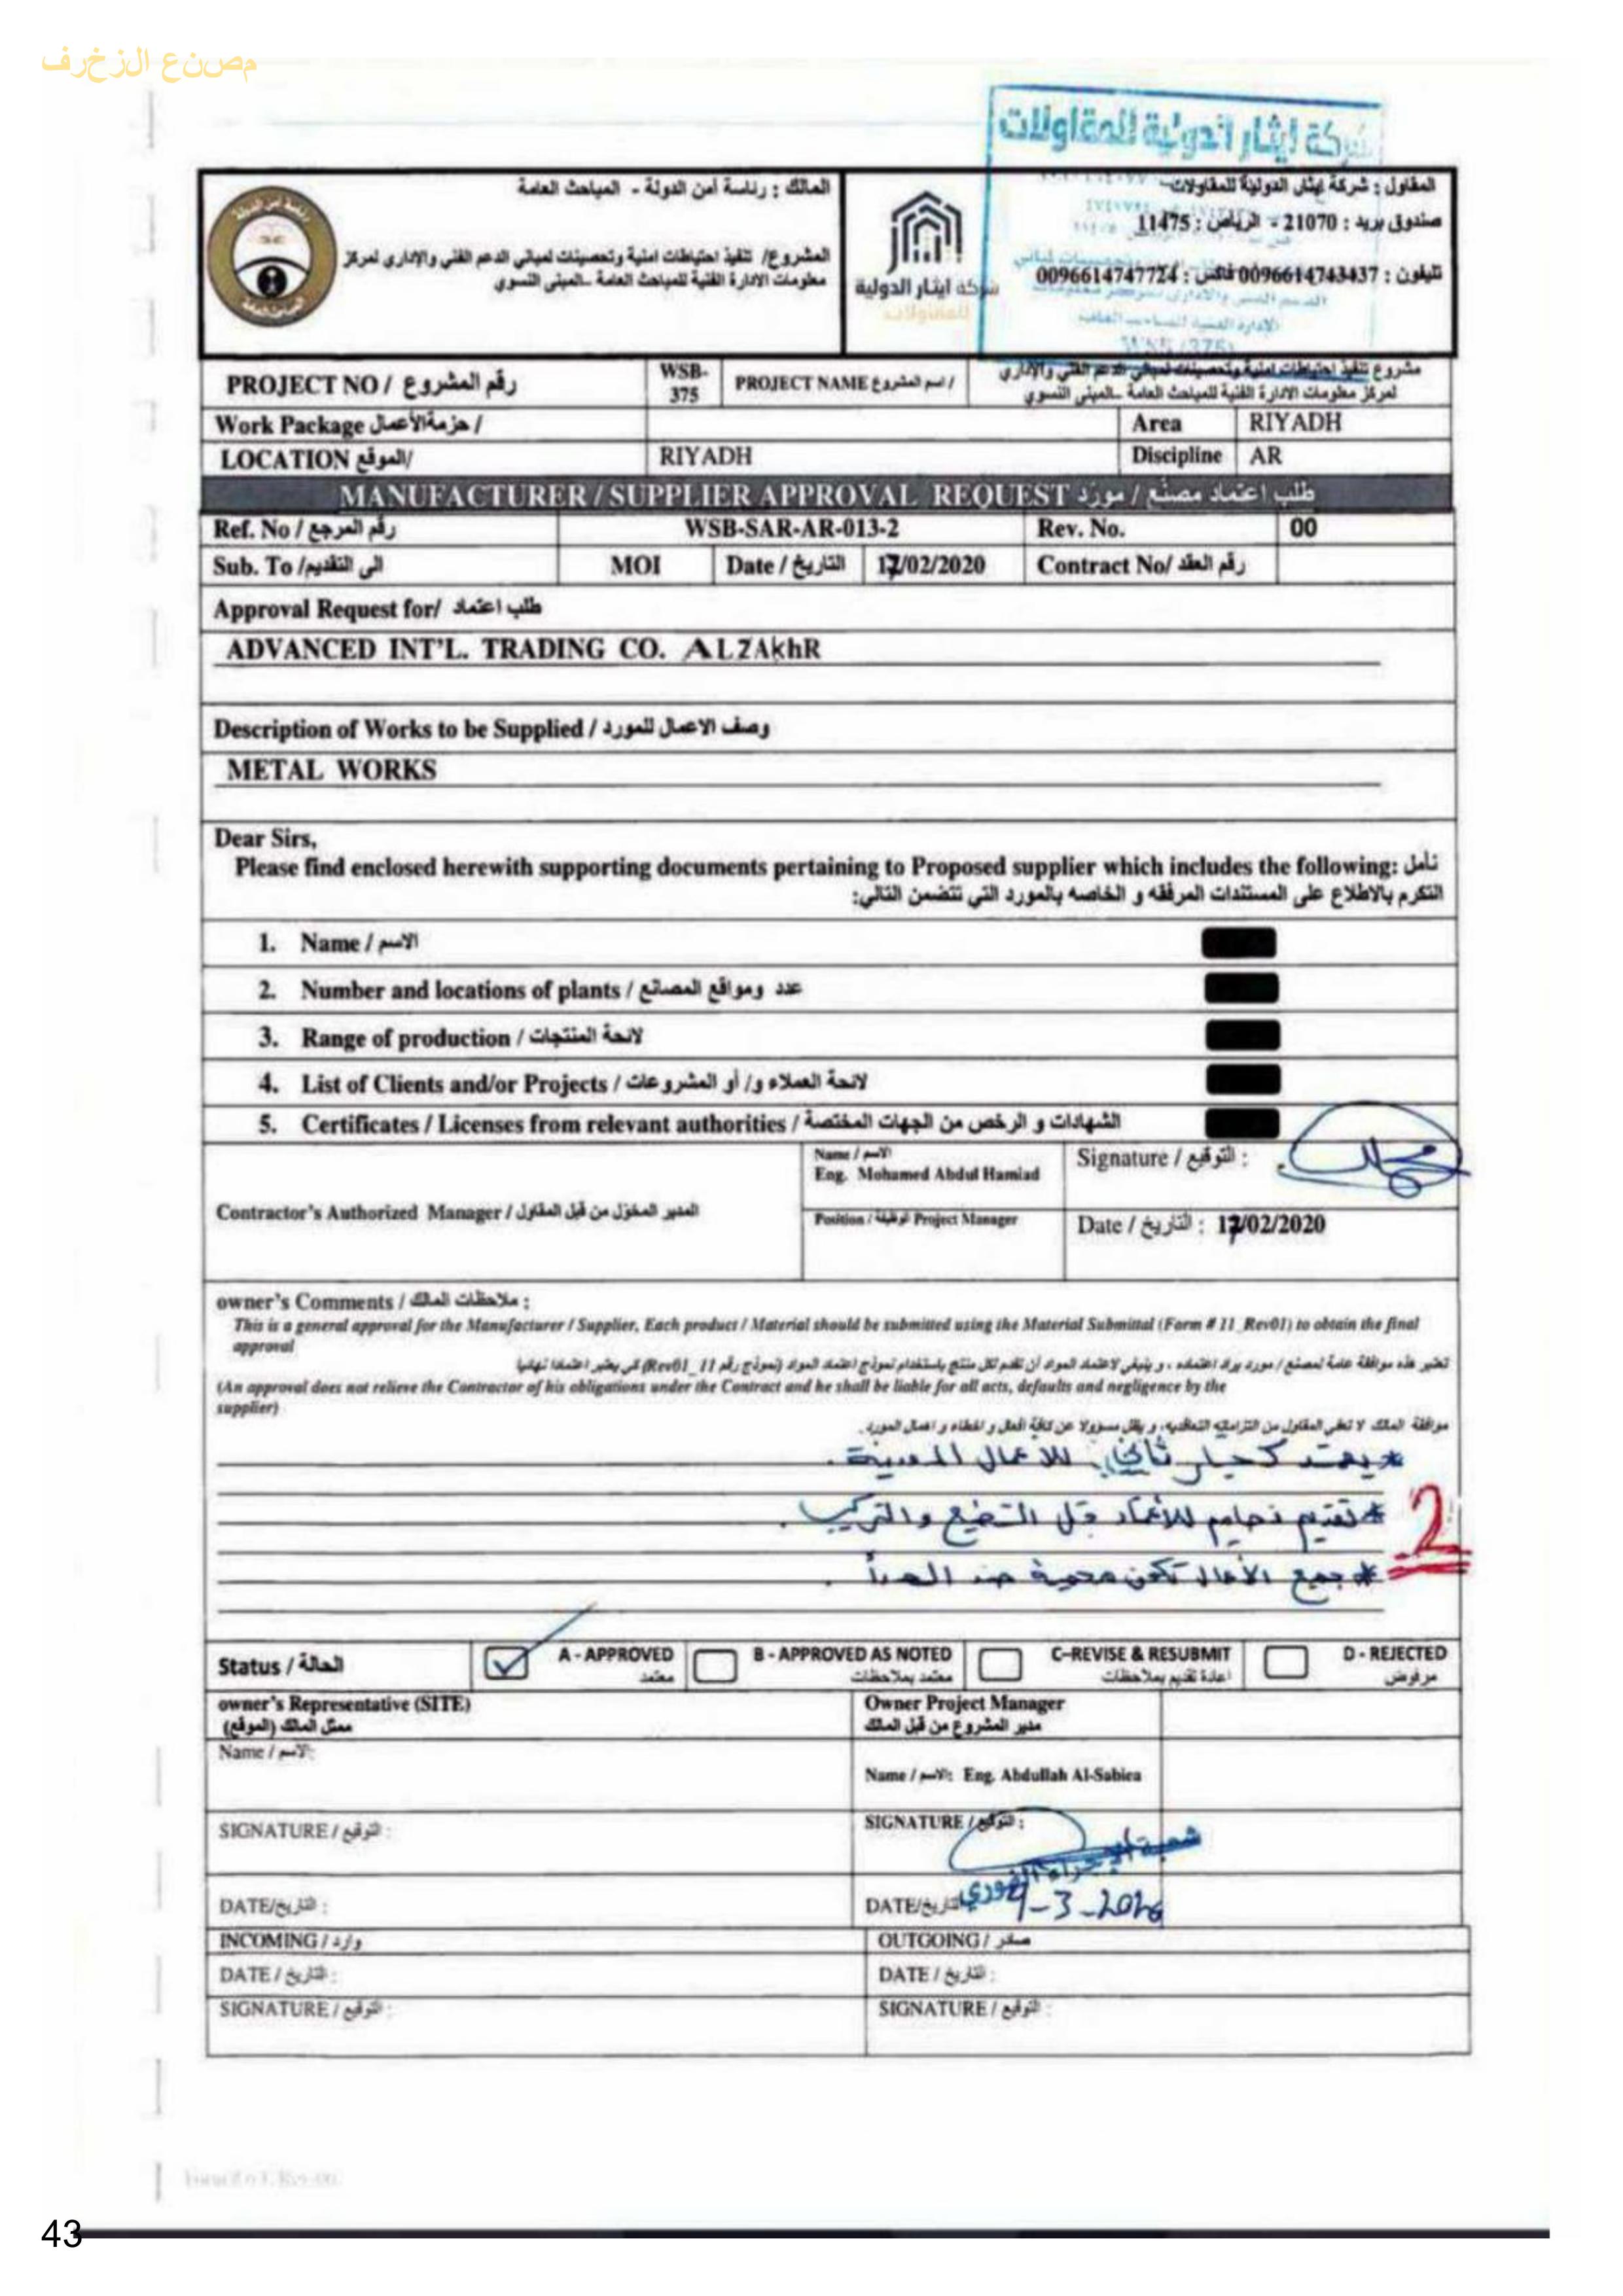 مصنع الزخرف
شركة إيثار الدولية للمقاولات
المالك : رئاسة أمن الدولة - المباحث العامة
المشروع/ تنفيذ احتياطات امنية وتحصينات لمباني الدعم الفني والإداري لمركز
معلومات الادارة الفنية للمباحث العامة -المبنى النسوي
شركة ايثار الدولية
للمقاولات
المقاول : شركة إيثار الدولية للمقاولات
صندوق بريد : 21070 - الرياض : 11475
تليفون : 0096614743437 فاكس : 0096614747724
PROJECT NO / رقم المشروع
WSB-
375
PROJECT NAME اسم المشروع /
مشروع تنفيذ احتياطات امنية وتحصينات لمباني الدعم الفني والإداري
لمركز معلومات الادارة الفنية للمباحث العامة -المبنى النسوي
Work Package حزمةالأعمال /
Area RIYADH
LOCATION الموقع/
RIYADH
Discipline AR
MANUFACTURER / SUPPLIER APPROVAL REQUEST طلب اعتماد مصنّع / مورّد
Ref. No / رقم المرجع WSB-SAR-AR-013-2 Rev. No. 00
Sub. To /الى التقديم MOI Date / التاريخ 17/02/2020 Contract No/ رقم العقد
Approval Request for/ طلب اعتماد
ADVANCED INT'L. TRADING CO. ALZAkhR
Description of Works to be Supplied / وصف الاعمال للمورد
METAL WORKS
Dear Sirs,
Please find enclosed herewith supporting documents pertaining to Proposed supplier which includes the following: نأمل
التكرم بالاطلاع على المستندات المرفقه و الخاصه بالمورد التي تتضمن التالي:
1. Name / الاسم
2. Number and locations of plants / عدد ومواقع المصانع
3. Range of production / لائحة المنتجات
4. List of Clients and/or Projects / لائحة العملاء و/ أو المشروعات
5. Certificates / Licenses from relevant authorities / الشهادات و الرخص من الجهات المختصة
Contractor's Authorized Manager / المدير المخوّل من قبل المقاول
Name / الاسم
Eng. Mohamed Abdul Hamiad
Signature / التوقيع :
Position / الوظيفة Project Manager
Date / التاريخ : 17/02/2020
owner's Comments / ملاحظات المالك :
This is a general approval for the Manufacturer / Supplier, Each product / Material should be submitted using the Material Submittal (Form # 11_Rev01) to obtain the final
approval
تعتبر هذه موافقة عامة لمصنع / مورد يراد اعتماده ، و ينبغي لاعتماد المواد أن تقدم لكل منتج باستخدام نموذج اعتماد المواد (نموذج رقم 11_Rev01) كي يعتبر اعتمادا نهائيا
(An approval does not relieve the Contractor of his obligations under the Contract and he shall be liable for all acts, defaults and negligence by the
supplier)
موافقة المالك لا تعفي المقاول من التزاماته التعاقدية، و يظل مسؤولا عن كافة أفعال و اخطاء و اهمال المورد.
* يعتمد كخيار ثاني للاعمال المعدنية .
* تقديم نماذج للأعتماد قبل التصنيع والتركيب .
* جميع الأعمال تكون محمية ضد الصدأ .
2
Status / الحالة
A - APPROVED
معتمد
B - APPROVED AS NOTED
معتمد بملاحظات
C-REVISE & RESUBMIT
اعادة تقديم بملاحظات
D - REJECTED
مرفوض
owner's Representative (SITE)
ممثل المالك (الموقع)
Owner Project Manager
مدير المشروع من قبل المالك
Name / الاسم:
Name / الاسم: Eng. Abdullah Al-Sabiea
SIGNATURE / التوقيع :
SIGNATURE / التوقيع :
DATE/التاريخ :
DATE/التاريخ 9-3-2020
INCOMING / وارد
OUTGOING / صادر
DATE / التاريخ :
DATE / التاريخ :
SIGNATURE / التوقيع :
SIGNATURE / التوقيع :
43